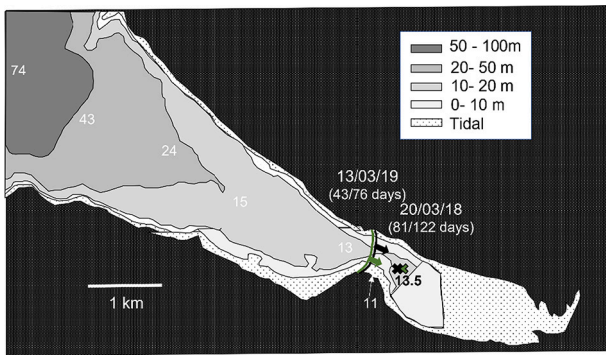 50 - 100m
20- 50 m
10- 20 m
0- 10 m
Tidal
74
43
24
15
13
13/03/19
(43/76 days)
20/03/18
(81/122 days)
13.5
11
1 km